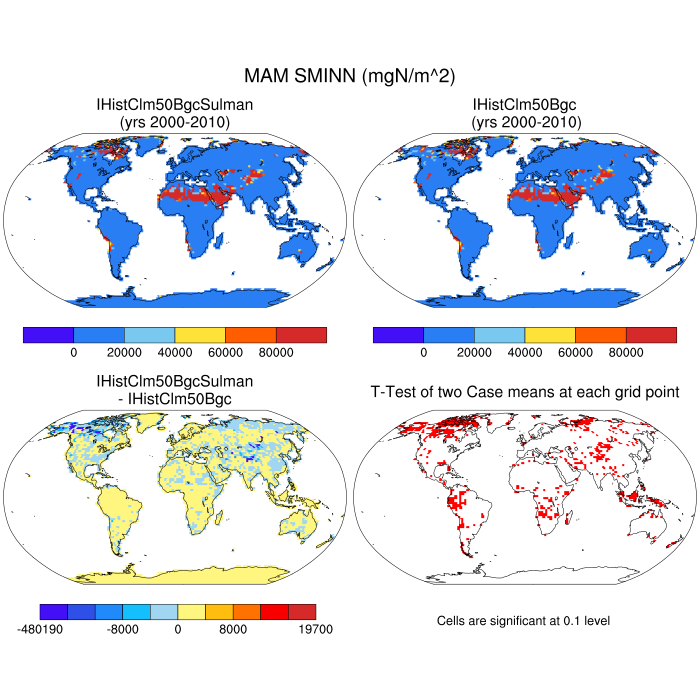 MAM SMINN (mgN/m^2)
IHistClm50BgcSulman
(yrs 2000-2010)
IHistClm50Bgc
(yrs 2000-2010)
0 20000 40000 60000 80000
0 20000 40000 60000 80000
IHistClm50BgcSulman
- IHistClm50Bgc
T-Test of two Case means at each grid point
-480190 -8000 0 8000 19700
Cells are significant at 0.1 level